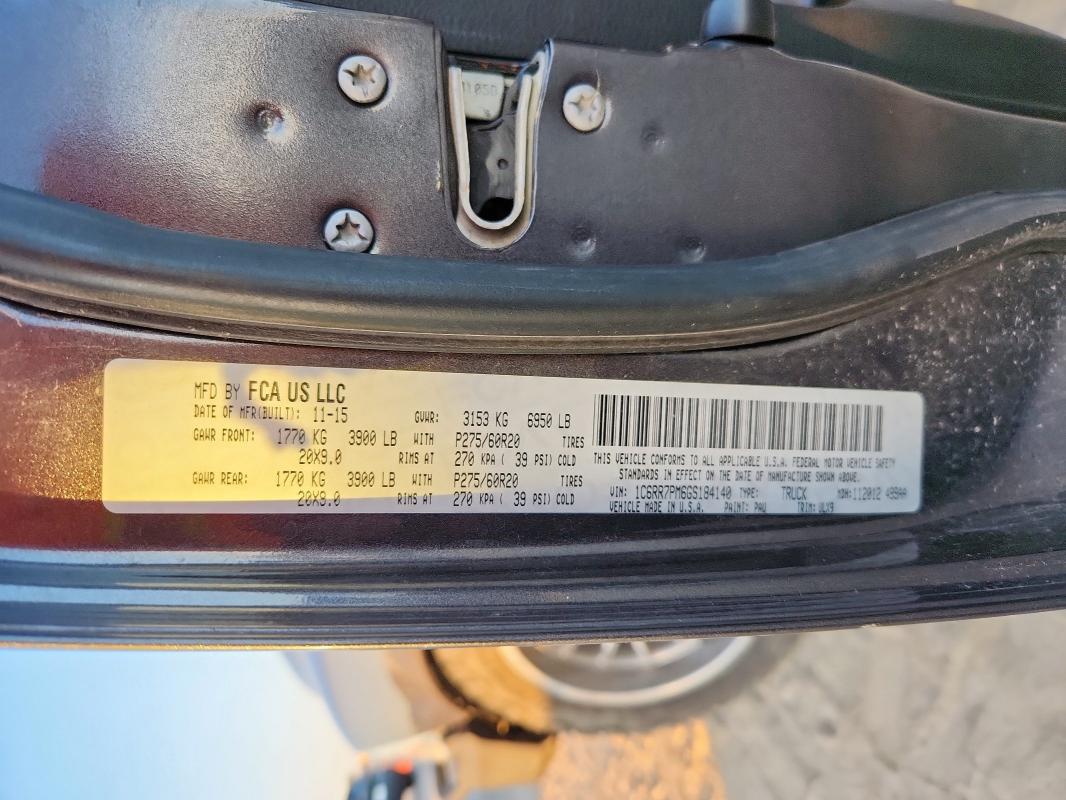 MFD BY FCA US LLC
DATE OF MFR(BUILT): 11-15 GVWR: 3153 KG 6950 LB
GAWR FRONT: 1770 KG 3900 LB WITH P275/60R20 TIRES
20X9.0 RIMS AT 270 KPA ( 39 PSI) COLD
GAWR REAR: 1770 KG 3900 LB WITH P275/60R20 TIRES
20X9.0 RIMS AT 270 KPA ( 39 PSI) COLD
THIS VEHICLE CONFORMS TO ALL APPLICABLE U.S.A. FEDERAL MOTOR VEHICLE SAFETY
STANDARDS IN EFFECT ON THE DATE OF MANUFACTURE SHOWN ABOVE.
VIN: 1C6RR7PM6GS184140 TYPE: TRUCK MDH: 112012 499AA
VEHICLE MADE IN U.S.A. PAINT: PAU TRIM: VLX9